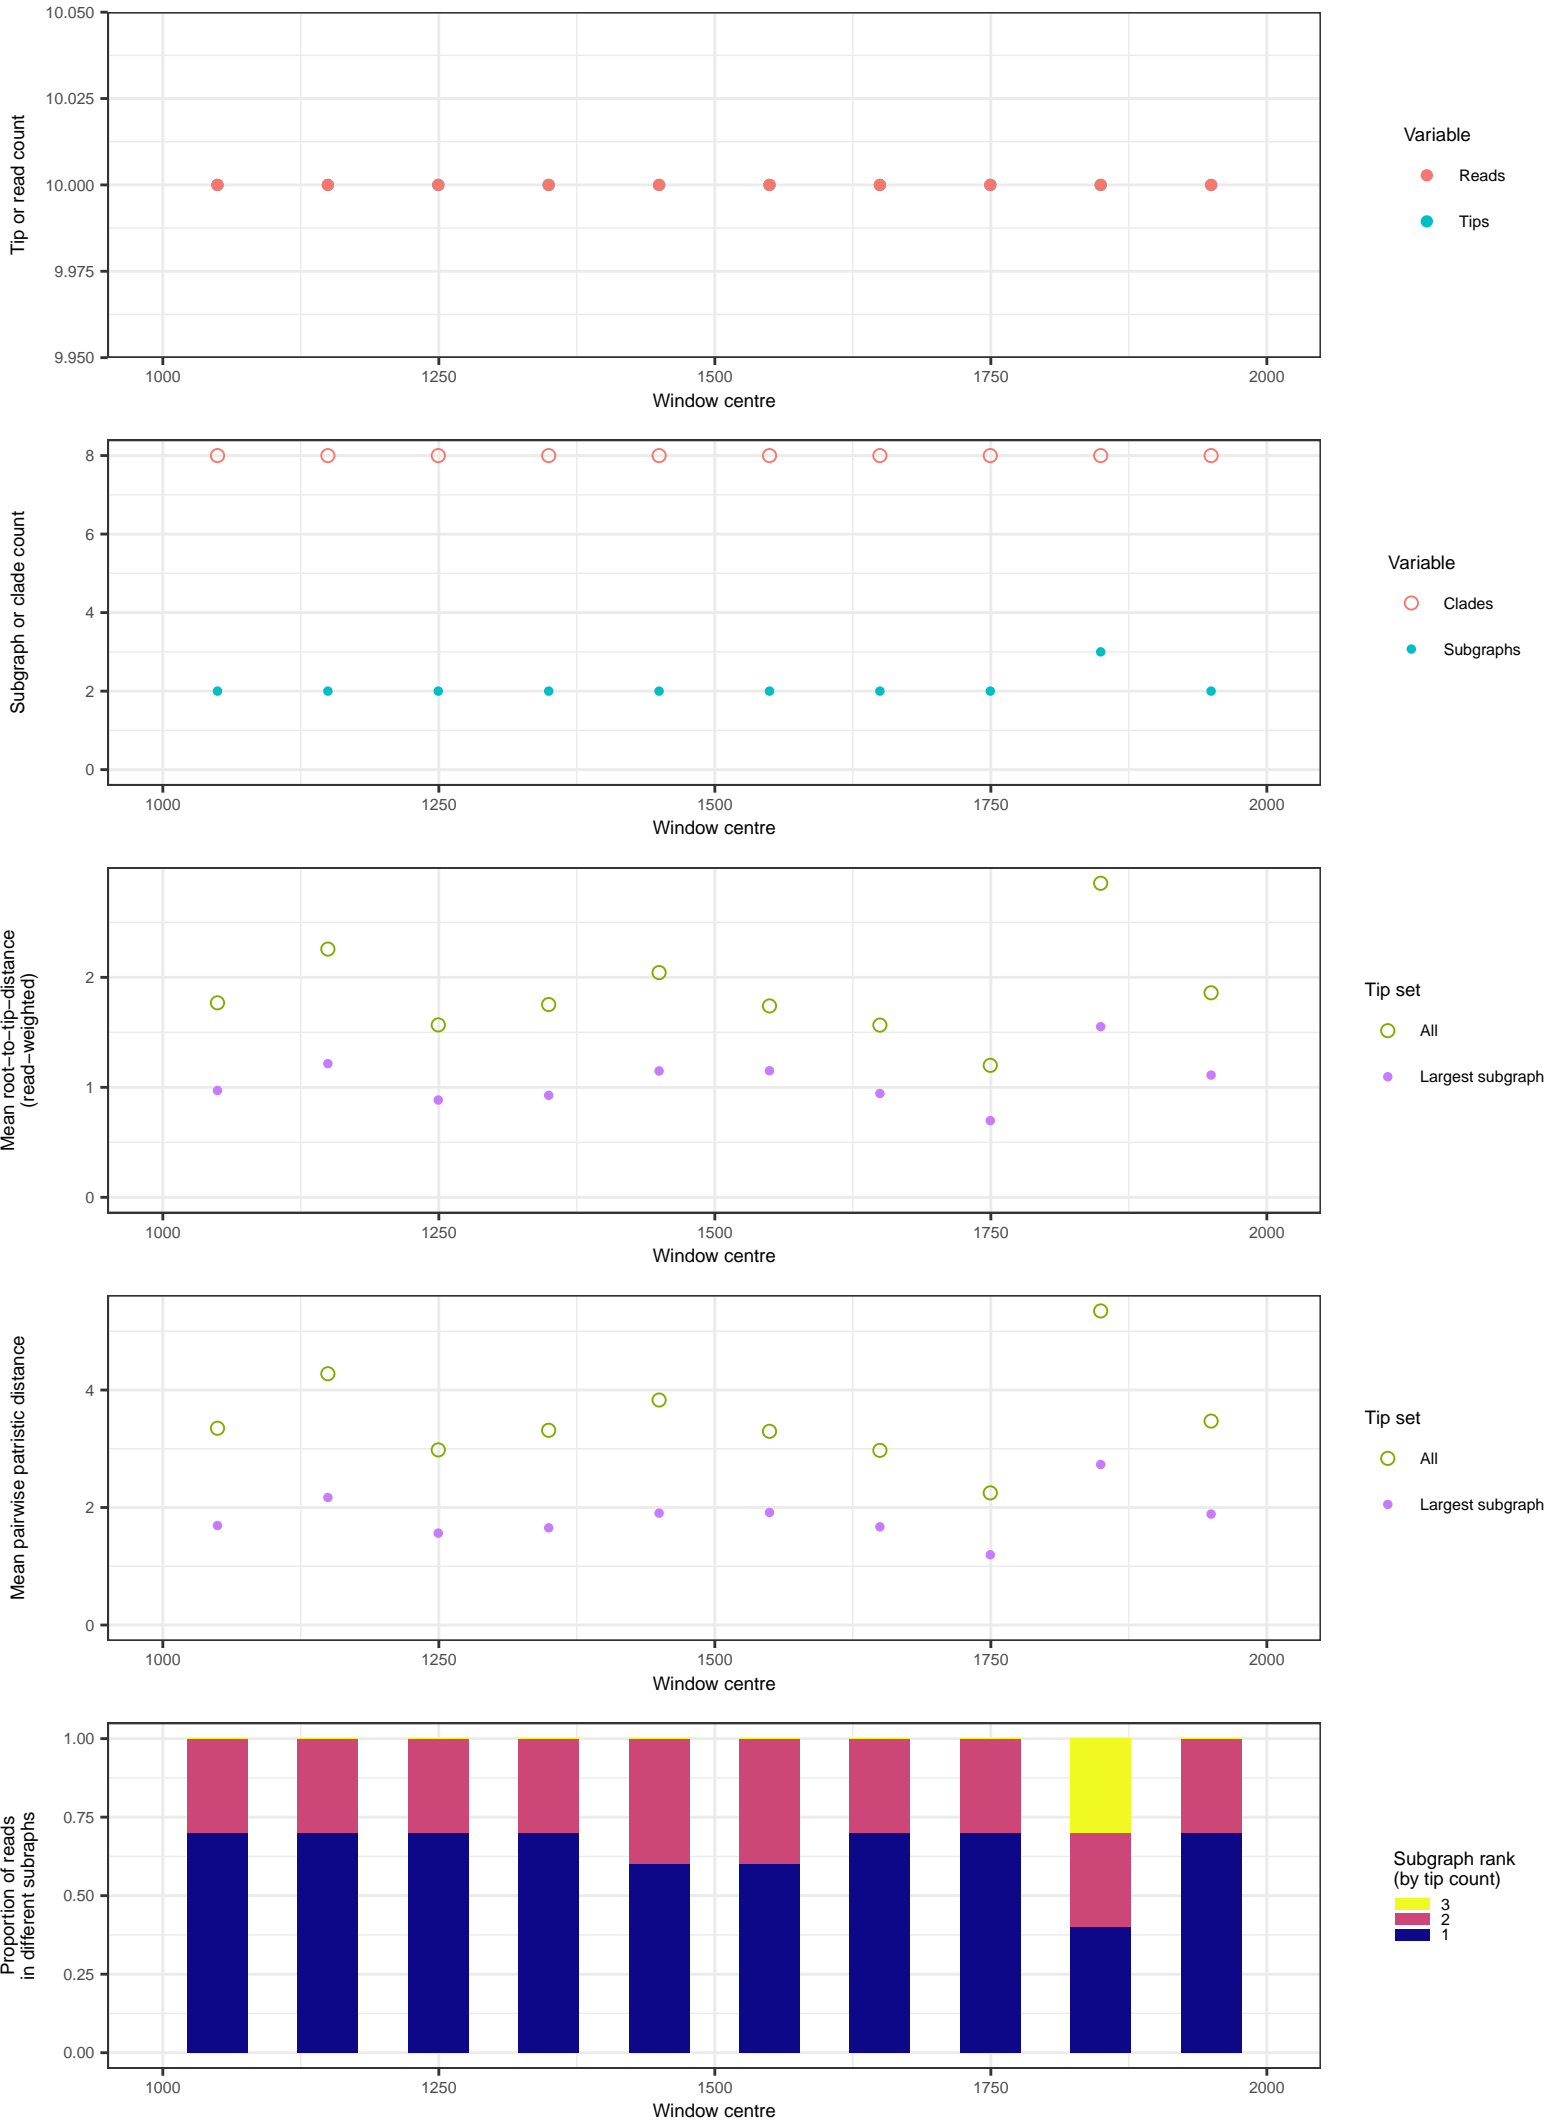 10.050
10.025
10.000
9.975
9.950
Tip or read count
1000 1250 1500 1750 2000
Window centre
Variable
Reads
Tips
8
6
4
2
0
Subgraph or clade count
1000 1250 1500 1750 2000
Window centre
Variable
Clades
Subgraphs
2
1
0
Mean root−to−tip−distance
(read−weighted)
1000 1250 1500 1750 2000
Window centre
Tip set
All
Largest subgraph
4
2
0
Mean pairwise patristic distance
1000 1250 1500 1750 2000
Window centre
Tip set
All
Largest subgraph
1.00
0.75
0.50
0.25
0.00
Proportion of reads
in different subraphs
1000 1250 1500 1750 2000
Window centre
Subgraph rank
(by tip count)
3
2
1